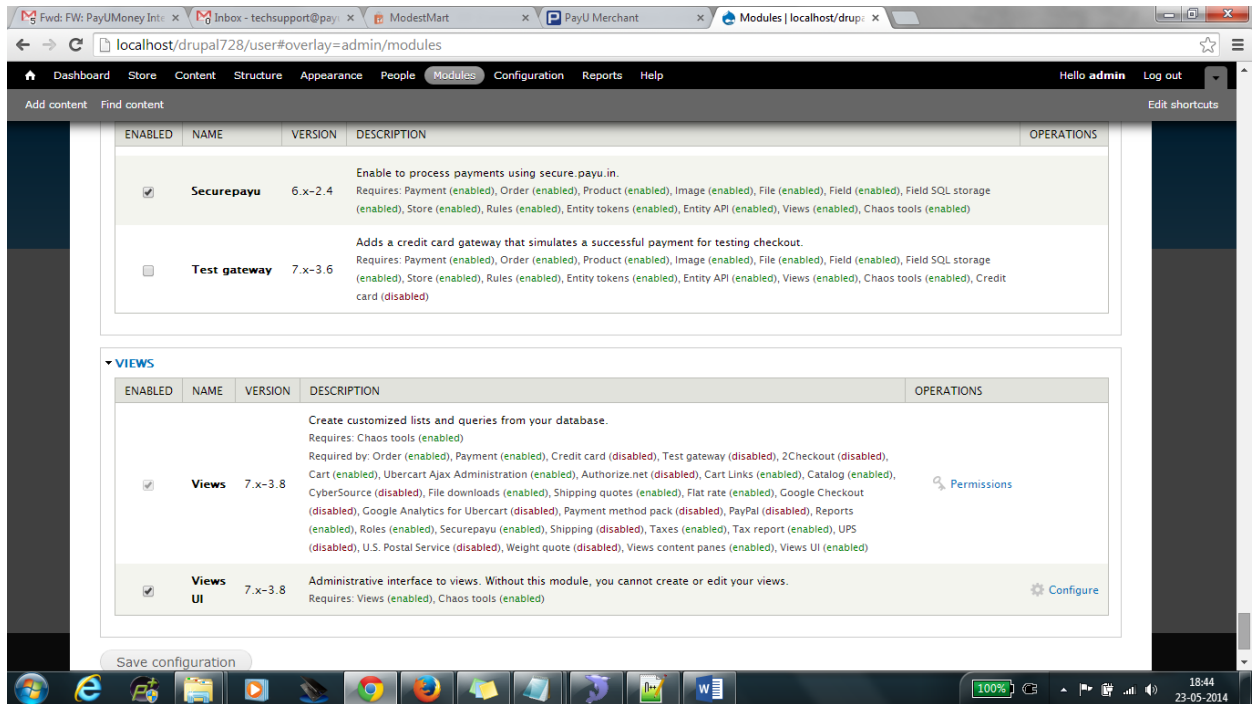 Fwd: FW: PayUMoney Inte
Inbox - techsupport@pay
ModestMart
PayU Merchant
Modules | localhost/drup
localhost/drupal728/user#overlay=admin/modules
Dashboard Store Content Structure Appearance People Modules Configuration Reports Help Hello admin Log out
Add content Find content Edit shortcuts
ENABLED NAME VERSION DESCRIPTION OPERATIONS
Enable to process payments using secure.payu.in.
Securepayu 6.x-2.4 Requires: Payment (enabled), Order (enabled), Product (enabled), Image (enabled), File (enabled), Field (enabled), Field SQL storage
(enabled), Store (enabled), Rules (enabled), Entity tokens (enabled), Entity API (enabled), Views (enabled), Chaos tools (enabled)
Adds a credit card gateway that simulates a successful payment for testing checkout.
Requires: Payment (enabled), Order (enabled), Product (enabled), Image (enabled), File (enabled), Field (enabled), Field SQL storage
Test gateway 7.x-3.6 (enabled), Store (enabled), Rules (enabled), Entity tokens (enabled), Entity API (enabled), Views (enabled), Chaos tools (enabled), Credit
card (disabled)
VIEWS
ENABLED NAME VERSION DESCRIPTION OPERATIONS
Create customized lists and queries from your database.
Requires: Chaos tools (enabled)
Required by: Order (enabled), Payment (enabled), Credit card (disabled), Test gateway (disabled), 2Checkout (disabled),
Cart (enabled), Ubercart Ajax Administration (enabled), Authorize.net (disabled), Cart Links (enabled), Catalog (enabled),
Views 7.x-3.8 CyberSource (disabled), File downloads (enabled), Shipping quotes (enabled), Flat rate (enabled), Google Checkout Permissions
(disabled), Google Analytics for Ubercart (disabled), Payment method pack (disabled), PayPal (disabled), Reports
(enabled), Roles (enabled), Securepayu (enabled), Shipping (disabled), Taxes (enabled), Tax report (enabled), UPS
(disabled), U.S. Postal Service (disabled), Weight quote (disabled), Views content panes (enabled), Views UI (enabled)
Views UI 7.x-3.8 Administrative interface to views. Without this module, you cannot create or edit your views. Configure
Requires: Views (enabled), Chaos tools (enabled)
Save configuration
100%
18:44
23-05-2014